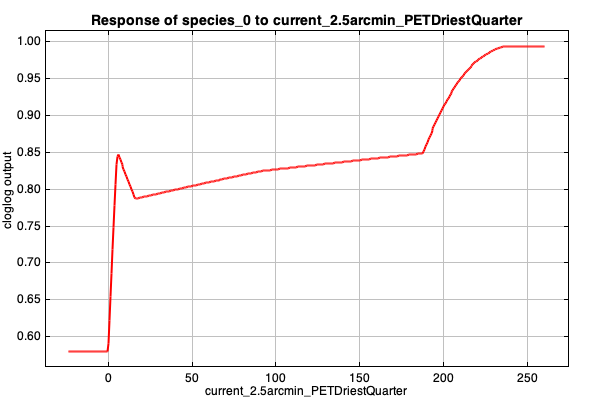 Response of species_0 to current_2.5arcmin_PETDriestQuarter
1.00
0.95
0.90
0.85
0.80
0.75
0.70
0.65
0.60
cloglog output
0 50 100 150 200 250
current_2.5arcmin_PETDriestQuarter